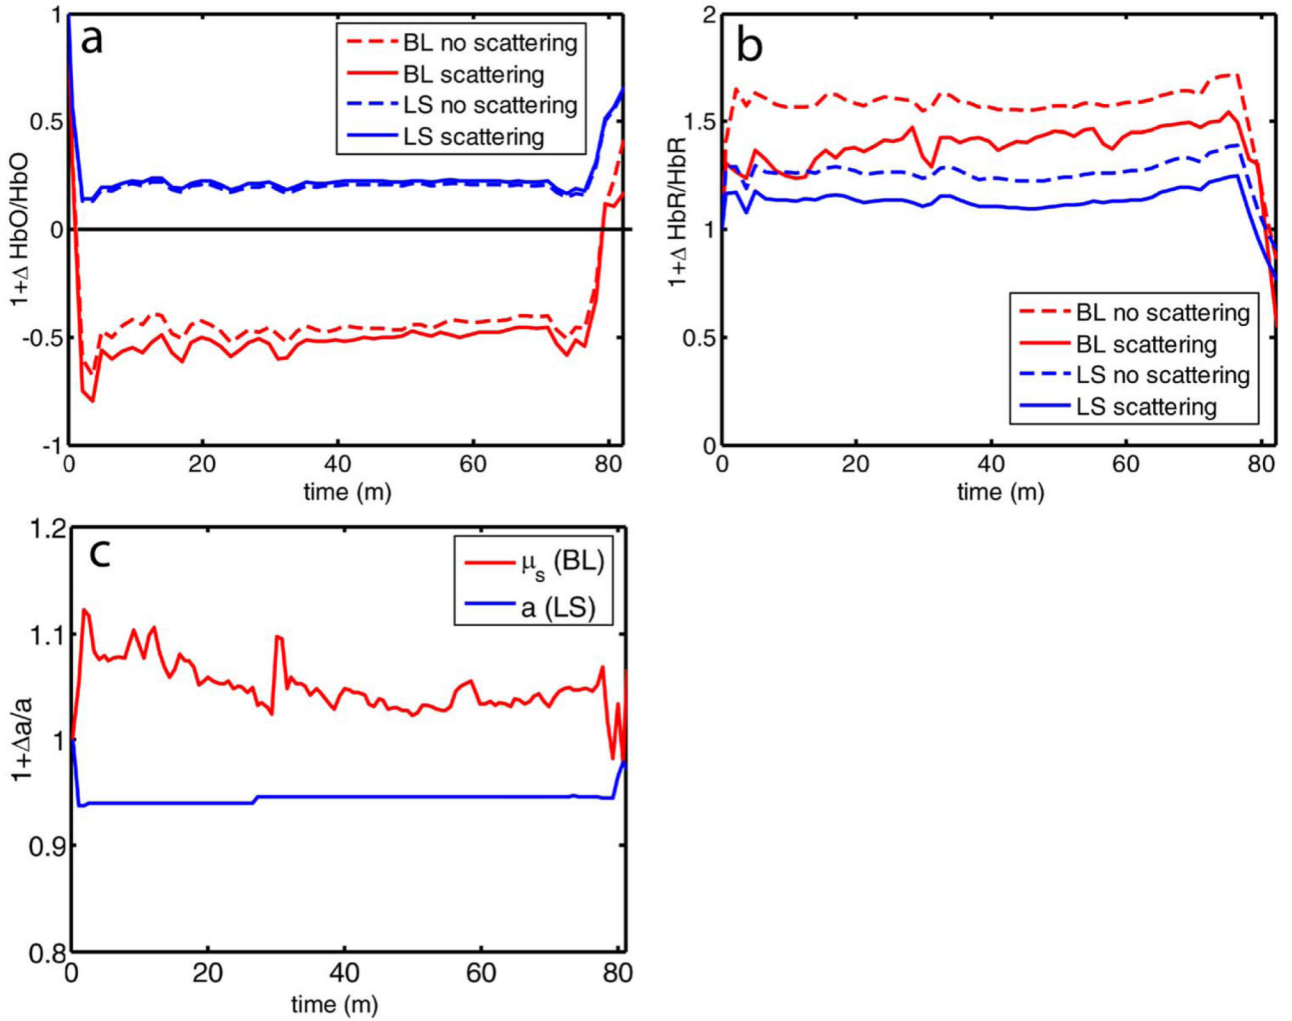 a
BL no scattering
BL scattering
LS no scattering
LS scattering
1
0.5
0
-0.5
-1
0
20
40
60
80
1+Δ HbO/HbO
time (m)
b
2
1.5
1
0.5
0
0
20
40
60
80
1+Δ HbR/HbR
time (m)
BL no scattering
BL scattering
LS no scattering
LS scattering
c
μs (BL)
a (LS)
1.2
1.1
1
0.9
0.8
0
20
40
60
80
1+Δa/a
time (m)